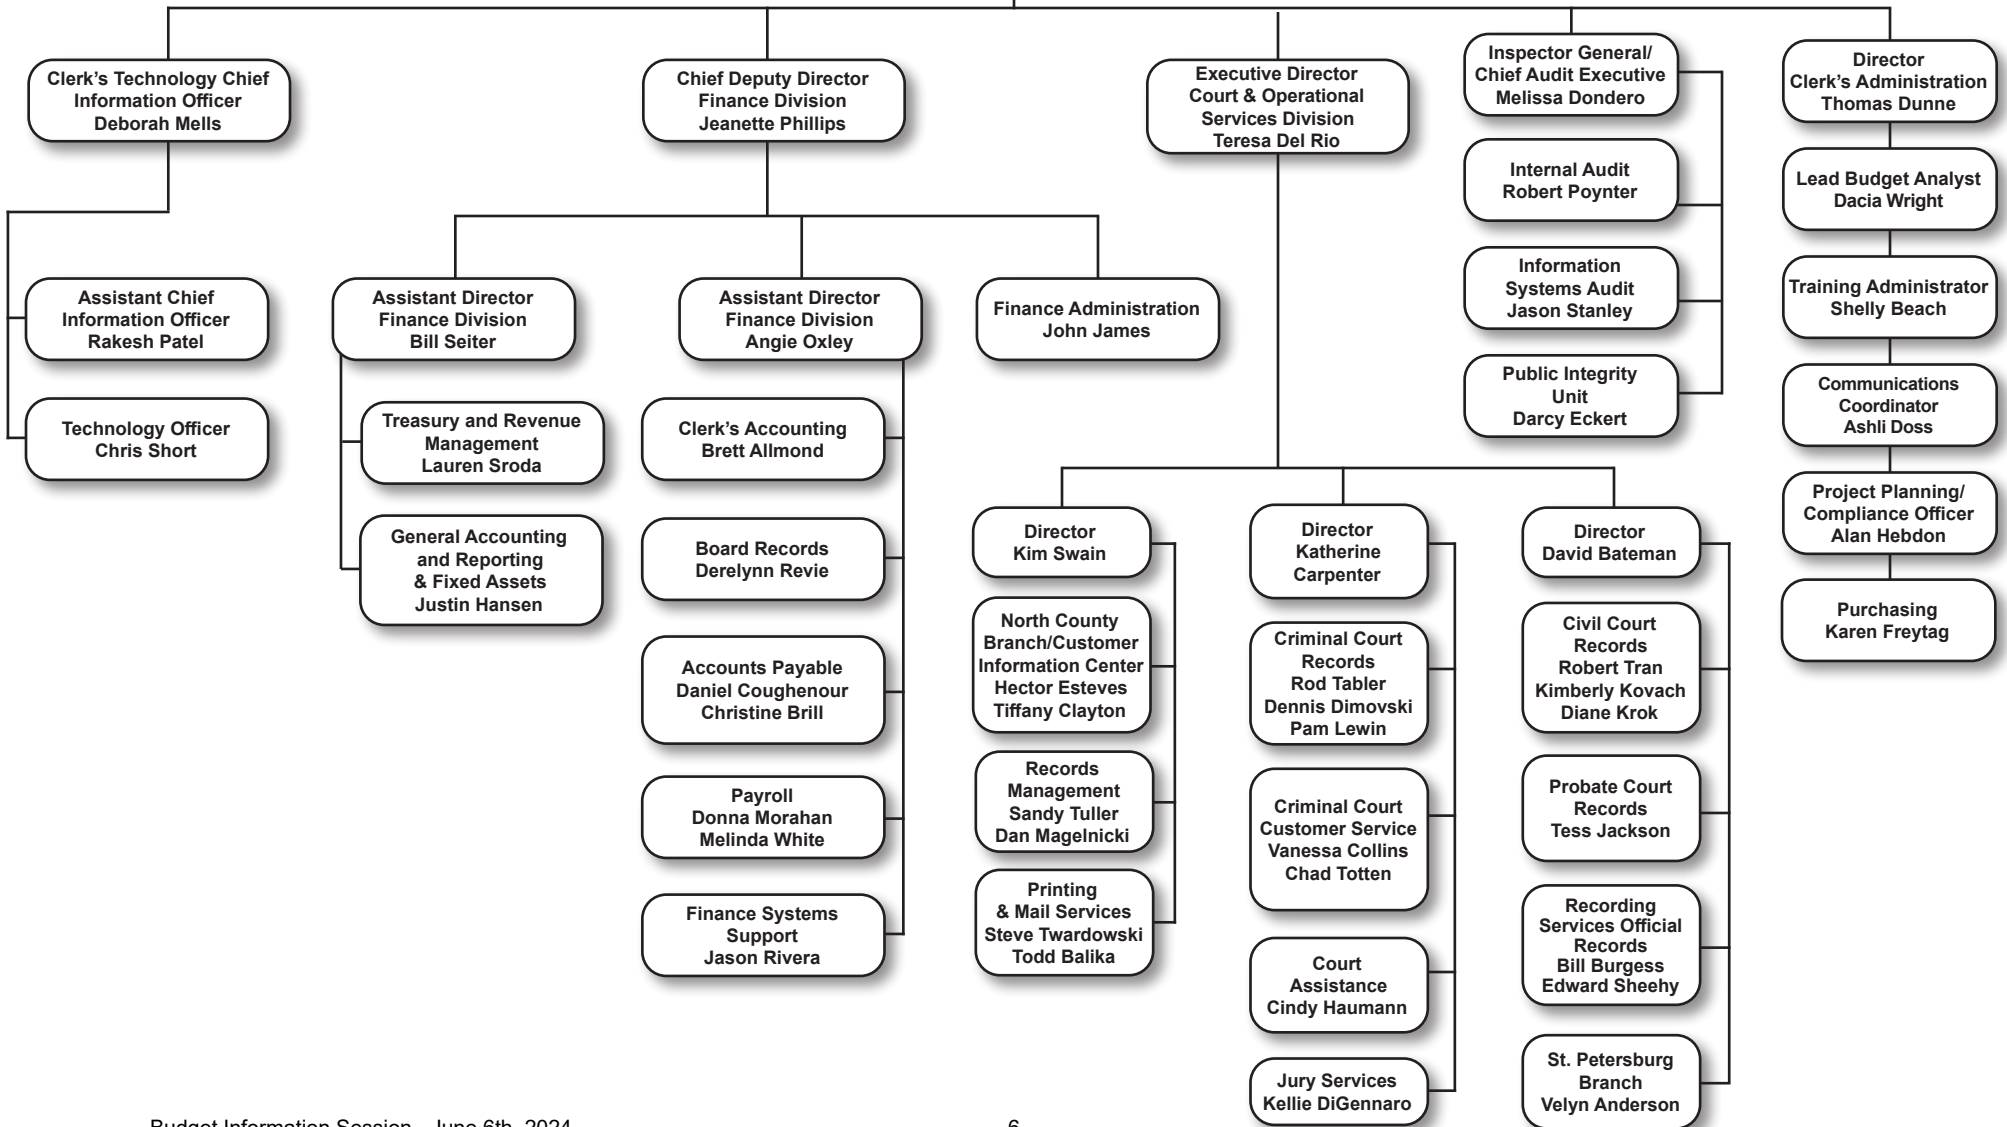 Clerk's Technology Chief
Information Officer
Deborah Mells
Chief Deputy Director
Finance Division
Jeanette Phillips
Executive Director
Court & Operational
Services Division
Teresa Del Rio
Inspector General/
Chief Audit Executive
Melissa Dondero
Director
Clerk's Administration
Thomas Dunne
Internal Audit
Robert Poynter
Lead Budget Analyst
Dacia Wright
Information
Systems Audit
Jason Stanley
Training Administrator
Shelly Beach
Public Integrity
Unit
Darcy Eckert
Communications
Coordinator
Ashli Doss
Project Planning/
Compliance Officer
Alan Hebdon
Purchasing
Karen Freytag
Assistant Chief
Information Officer
Rakesh Patel
Technology Officer
Chris Short
Assistant Director
Finance Division
Bill Seiter
Treasury and Revenue
Management
Lauren Sroda
General Accounting
and Reporting
& Fixed Assets
Justin Hansen
Assistant Director
Finance Division
Angie Oxley
Clerk's Accounting
Brett Allmond
Board Records
Derelynn Revie
Accounts Payable
Daniel Coughenour
Christine Brill
Payroll
Donna Morahan
Melinda White
Finance Systems
Support
Jason Rivera
Finance Administration
John James
Director
Kim Swain
North County
Branch/Customer
Information Center
Hector Esteves
Tiffany Clayton
Records
Management
Sandy Tuller
Dan Magelnicki
Printing
& Mail Services
Steve Twardowski
Todd Balika
Director
Katherine
Carpenter
Criminal Court
Records
Rod Tabler
Dennis Dimovski
Pam Lewin
Criminal Court
Customer Service
Vanessa Collins
Chad Totten
Court
Assistance
Cindy Haumann
Jury Services
Kellie DiGennaro
Director
David Bateman
Civil Court
Records
Robert Tran
Kimberly Kovach
Diane Krok
Probate Court
Records
Tess Jackson
Recording
Services Official
Records
Bill Burgess
Edward Sheehy
St. Petersburg
Branch
Velyn Anderson
Budget Information Session - June 6th, 2024
6